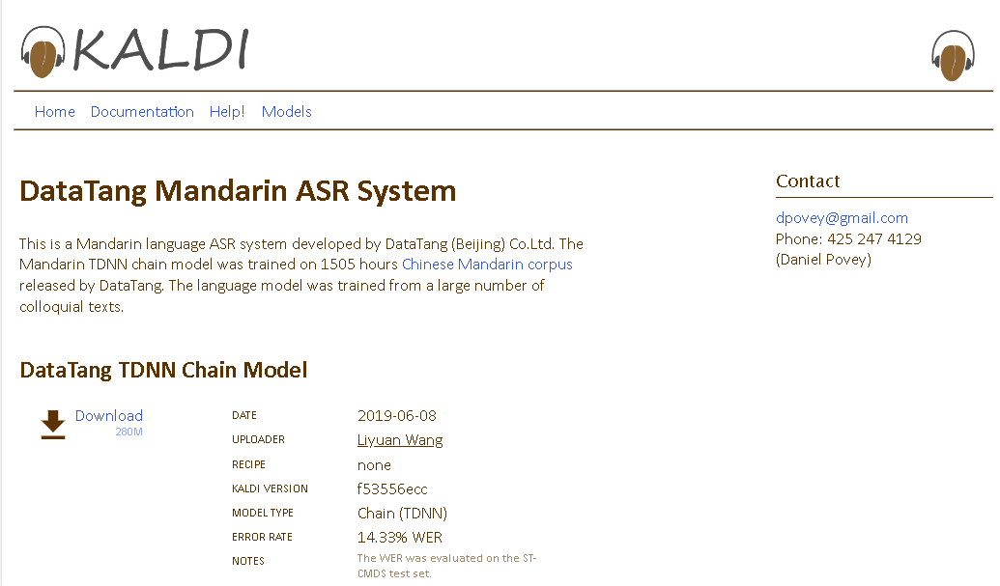 KALDI
Home Documentation Help! Models
DataTang Mandarin ASR System
This is a Mandarin language ASR system developed by DataTang (Beijing) Co.Ltd. The
Mandarin TDNN chain model was trained on 1505 hours Chinese Mandarin corpus
released by DataTang. The language model was trained from a large number of
colloquial texts.
Contact
dpovey@gmail.com
Phone: 425 247 4129
(Daniel Povey)
DataTang TDNN Chain Model
Download
280M
DATE 2019-06-08
UPLOADER Liyuan Wang
RECIPE none
KALDI VERSION f53556ecc
MODEL TYPE Chain (TDNN)
ERROR RATE 14.33% WER
NOTES The WER was evaluated on the ST-
CMDS test set.